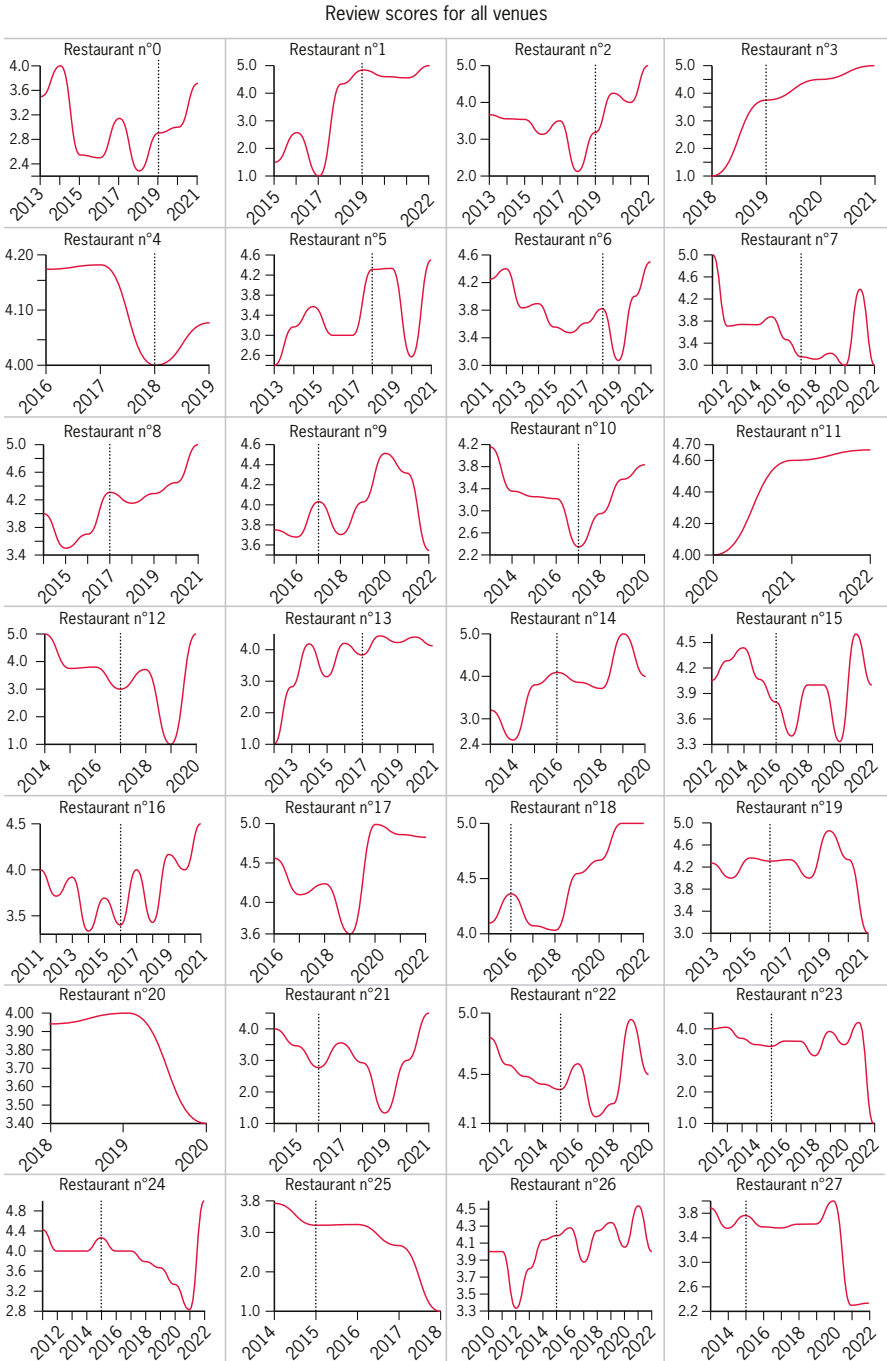 Review scores for all venues
Restaurant n°0
4.0
3.6
3.2
2.8
2.4
2013 2015 2017 2019 2021
Restaurant n°1
5.0
4.0
3.0
2.0
1.0
2015 2017 2019 2022
Restaurant n°2
5.0
4.0
3.0
2.0
2013 2015 2017 2019 2022
Restaurant n°3
5.0
4.0
3.0
2.0
1.0
2018 2019 2020 2021
Restaurant n°4
4.20
4.10
4.00
2016 2017 2018 2019
Restaurant n°5
4.6
4.2
3.8
3.4
3.0
2.6
2013 2015 2017 2019 2021
Restaurant n°6
4.6
4.2
3.8
3.4
3.0
2011 2013 2015 2017 2019 2021
Restaurant n°7
5.0
4.6
4.2
3.8
3.4
3.0
2012 2014 2016 2018 2020 2022
Restaurant n°8
5.0
4.6
4.2
3.8
3.4
2015 2017 2019 2021
Restaurant n°9
4.6
4.4
4.2
4.0
3.8
3.6
2016 2018 2020 2022
Restaurant n°10
4.2
3.8
3.4
3.0
2.6
2.2
2014 2016 2018 2020
Restaurant n°11
4.70
4.60
4.40
4.20
4.00
2020 2021 2022
Restaurant n°12
5.0
4.0
3.0
2.0
1.0
2014 2016 2018 2020
Restaurant n°13
4.0
3.0
2.0
1.0
2013 2015 2017 2019 2021
Restaurant n°14
5.0
4.0
3.0
2.4
2014 2016 2018 2020
Restaurant n°15
4.5
4.2
3.9
3.6
3.3
2012 2014 2016 2018 2020 2022
Restaurant n°16
4.5
4.0
3.5
2011 2013 2015 2017 2019 2021
Restaurant n°17
5.0
4.5
4.0
3.6
2016 2018 2020 2022
Restaurant n°18
5.0
4.5
4.0
2016 2018 2020 2022
Restaurant n°19
5.0
4.6
4.2
3.8
3.4
3.0
2013 2015 2017 2019 2021
Restaurant n°20
4.00
3.90
3.80
3.70
3.60
3.50
3.40
2018 2019 2020
Restaurant n°21
4.0
3.0
2.0
1.0
2015 2017 2019 2021
Restaurant n°22
5.0
4.5
4.1
2012 2014 2016 2018 2020
Restaurant n°23
4.0
3.0
2.0
1.0
2012 2014 2016 2018 2020 2022
Restaurant n°24
4.8
4.4
4.0
3.6
3.2
2.8
2012 2014 2016 2018 2020 2022
Restaurant n°25
3.8
3.0
2.0
1.0
2014 2015 2016 2017 2018
Restaurant n°26
4.5
4.3
4.1
3.9
3.7
3.5
3.3
2010 2012 2014 2016 2018 2020 2022
Restaurant n°27
3.8
3.4
3.0
2.6
2.2
2014 2016 2018 2020 2022